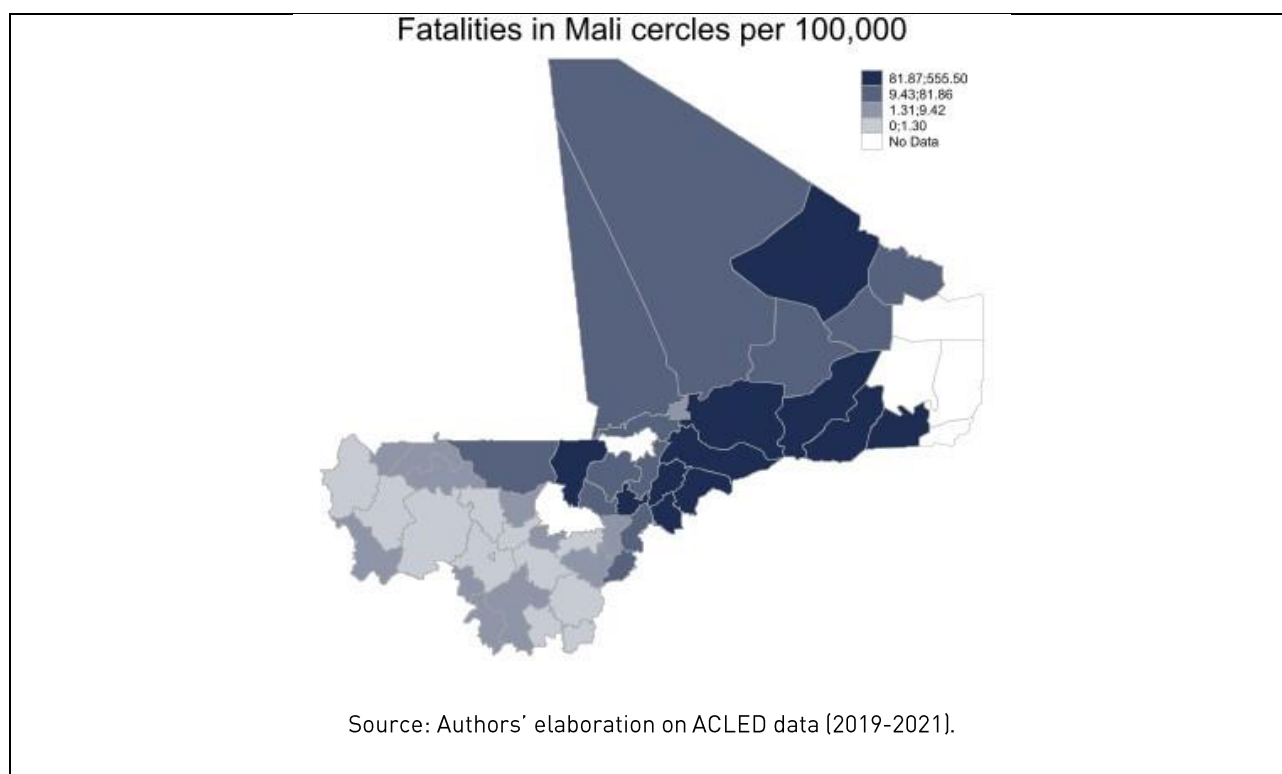 Fatalities in Mali cercles per 100,000
81.87;555.50
9.43;81.86
1.31;9.42
0;1.30
No Data
Source: Authors’ elaboration on ACLED data (2019-2021).